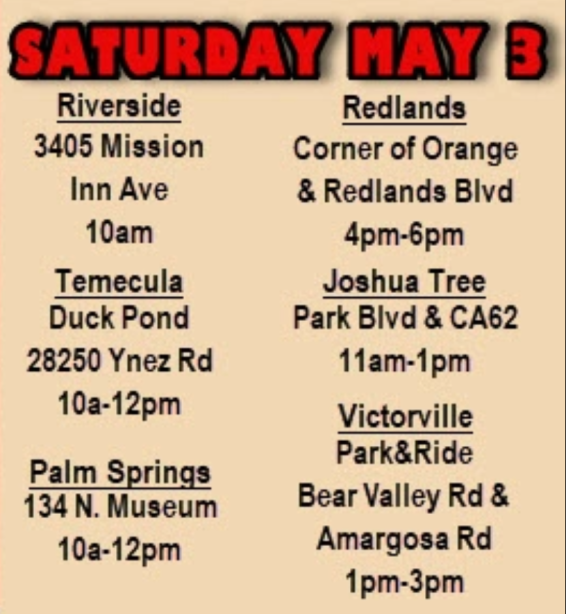 SATURDAY MAY 3
Riverside
3405 Mission
Inn Ave
10am
Temecula
Duck Pond
28250 Ynez Rd
10a-12pm
Palm Springs
134 N. Museum
10a-12pm
Redlands
Corner of Orange
& Redlands Blvd
4pm-6pm
Joshua Tree
Park Blvd & CA62
11am-1pm
Victorville
Park&Ride
Bear Valley Rd &
Amargosa Rd
1pm-3pm